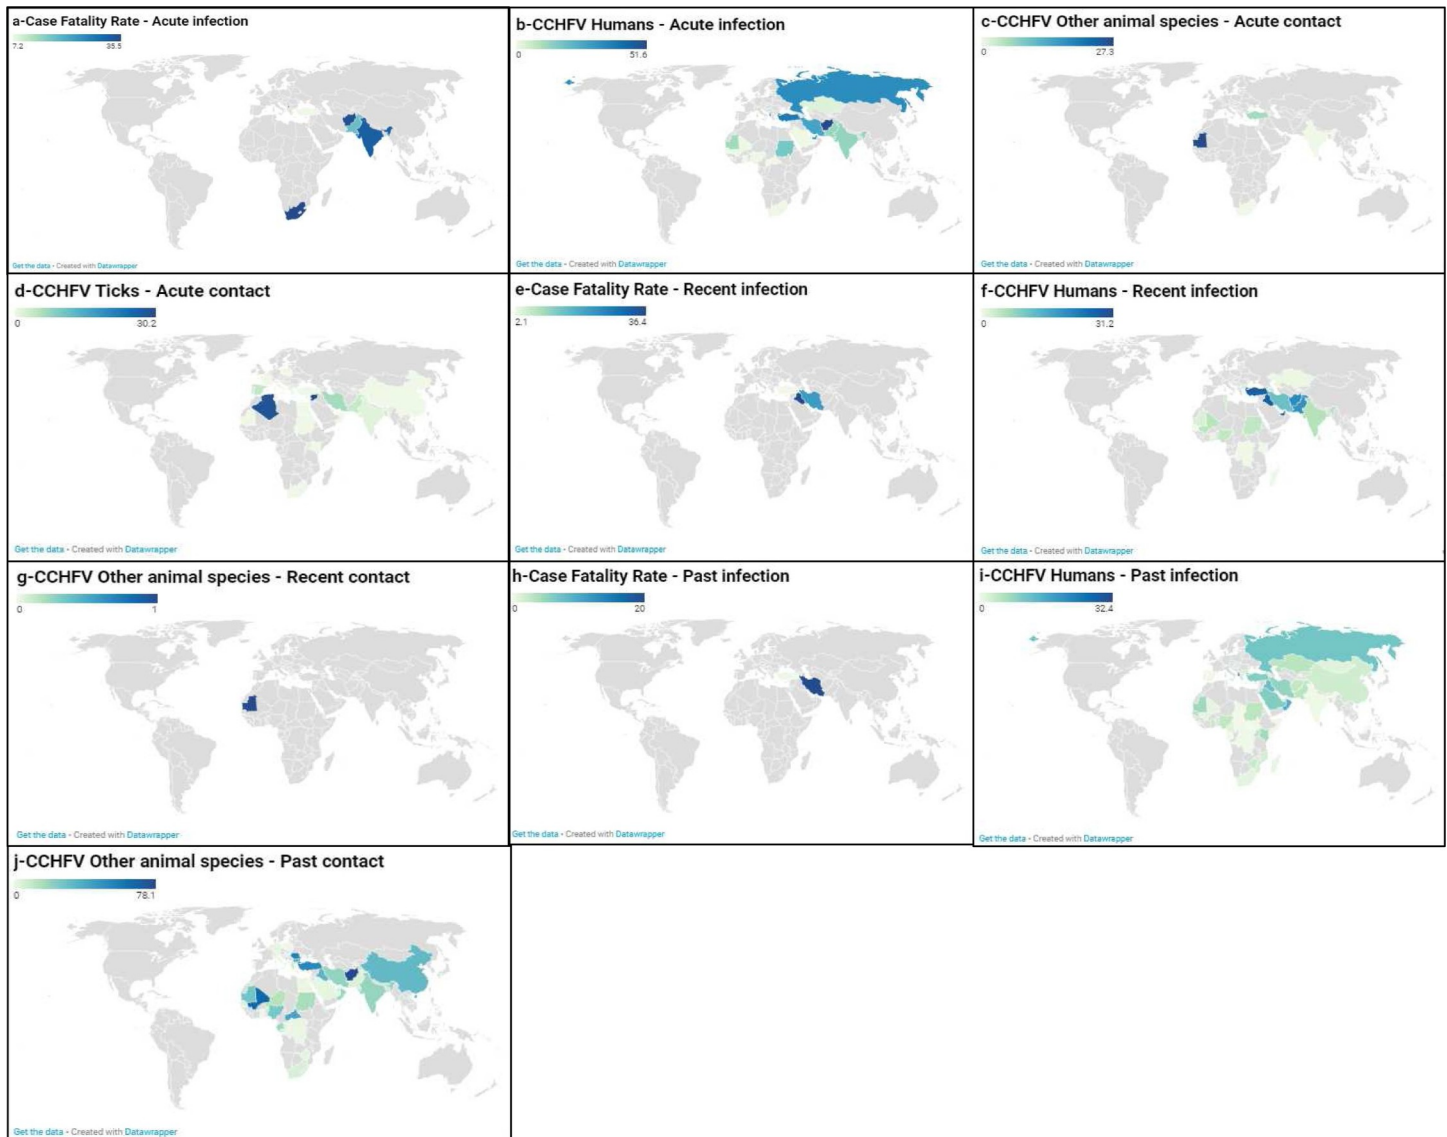 a-Case Fatality Rate - Acute infection
7.2 35.5
Get the data • Created with Datawrapper
b-CCHFV Humans - Acute infection
0 51.6
Get the data • Created with Datawrapper
c-CCHFV Other animal species - Acute contact
0 27.3
Get the data • Created with Datawrapper
d-CCHFV Ticks - Acute contact
0 30.2
Get the data • Created with Datawrapper
e-Case Fatality Rate - Recent infection
2.1 36.4
Get the data • Created with Datawrapper
f-CCHFV Humans - Recent infection
0 31.2
Get the data • Created with Datawrapper
g-CCHFV Other animal species - Recent contact
0 1
Get the data • Created with Datawrapper
h-Case Fatality Rate - Past infection
0 20
Get the data • Created with Datawrapper
i-CCHFV Humans - Past infection
0 32.4
Get the data • Created with Datawrapper
j-CCHFV Other animal species - Past contact
0 78.1
Get the data • Created with Datawrapper